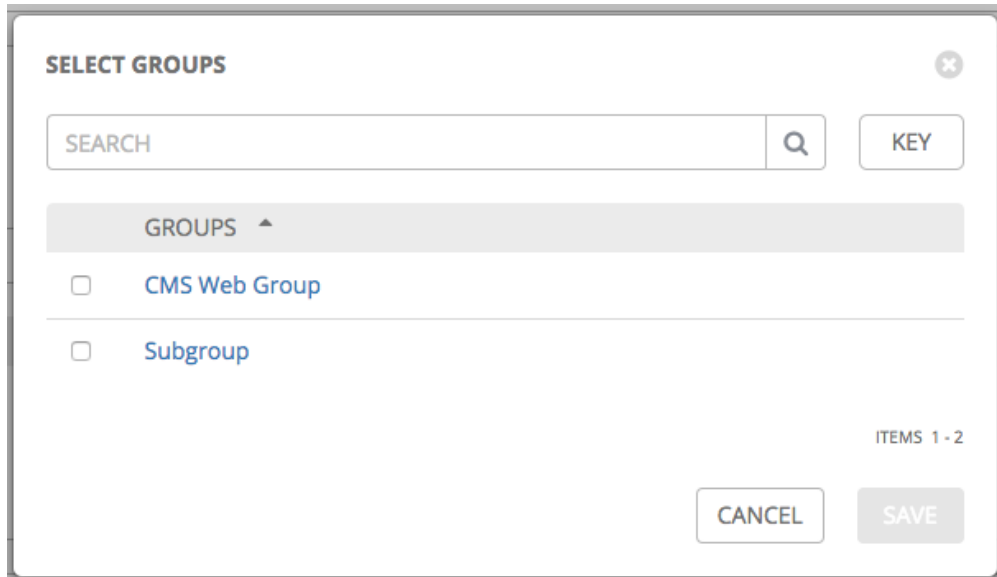 SELECT GROUPS
SEARCH
KEY
GROUPS
CMS Web Group
Subgroup
ITEMS 1 - 2
CANCEL
SAVE